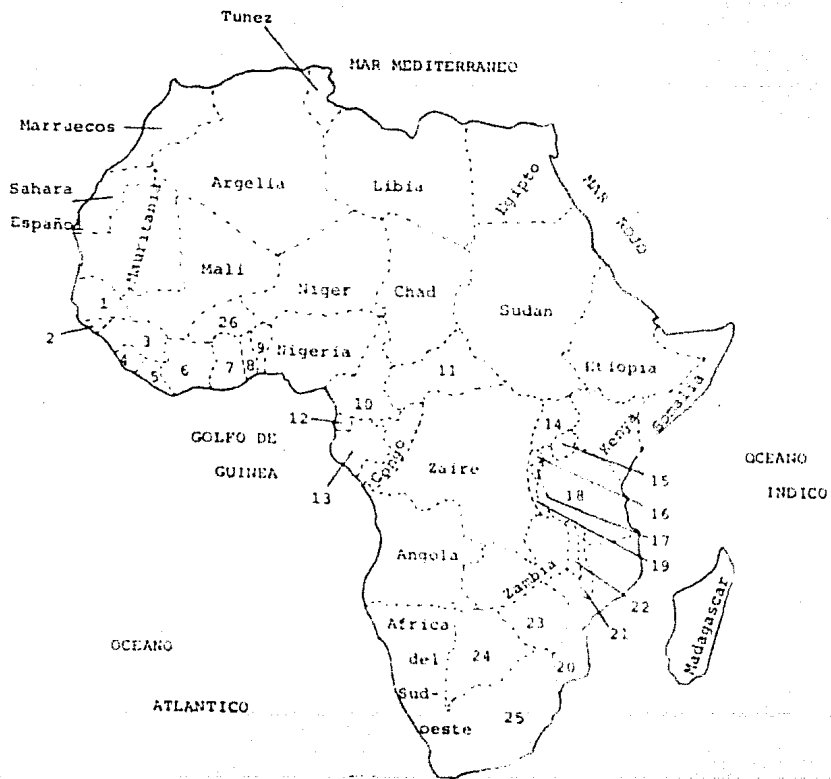 Tunez
MAR MEDITERRANEO
Marruecos
Sahara
Español
Mauritania
Argelia
Libia
Egipto
MAR ROJO
Mali
Niger
Chad
Sudan
1
2
3
4
5
6
7
8
9
26
Nigeria
11
Etiopia
Somalia
10
12
GOLFO DE
GUINEA
13
Congo
Zaire
14
Kenja
15
16
17
18
19
OCEANO
INDICO
Angola
Zambia
22
21
Madagascar
23
20
24
25
Africa
del
Sud-
oeste
OCEANO
ATLANTICO